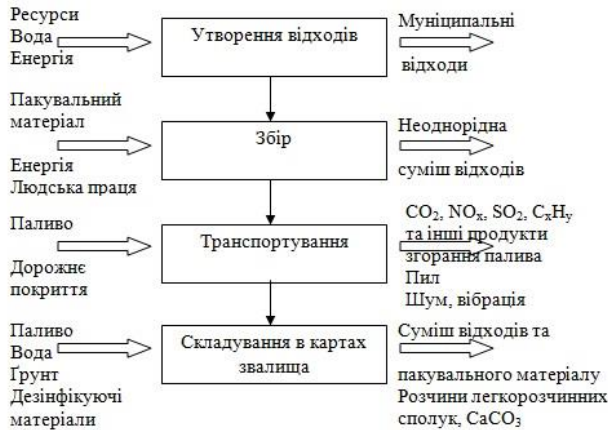 Ресурси
Вода
Енергія
Утворення відходів
Муніципальні
відходи
Пакувальний
матеріал
Енергія
Людська праця
Збір
Неоднорідна
суміш відходів
Паливо
Дорожнє
покриття
Транспортування
CO₂, NOₓ, SO₂, CₓHᵧ
та інші продукти
згорання палива
Пил
Шум, вібрація
Паливо
Вода
Ґрунт
Дезінфікуючі
матеріали
Складування в картах
звалища
Суміш відходів та
пакувального матеріалу
Розчини легкорозчинних
сполук, CaCO₃